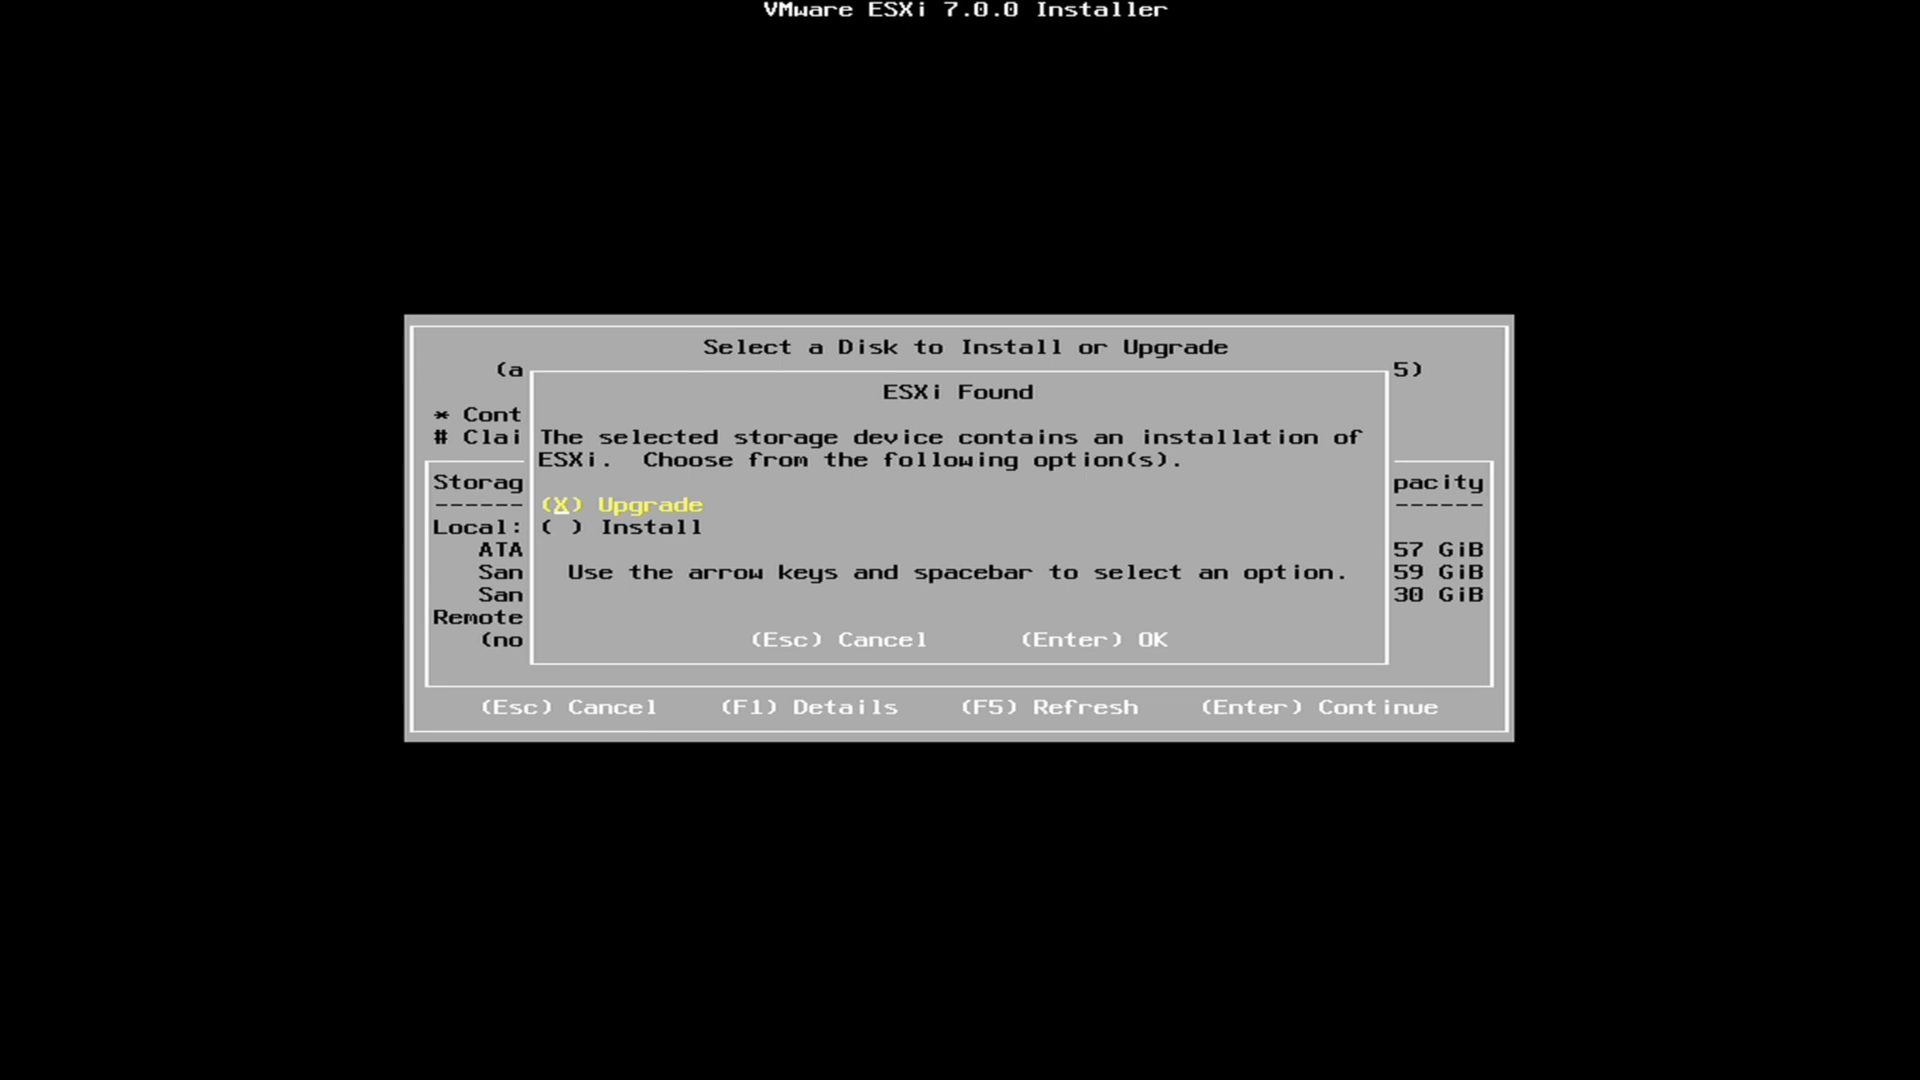 VMware ESXi 7.0.0 Installer
Select a Disk to Install or Upgrade
(a 5)
ESXi Found
* Cont
# Clai
The selected storage device contains an installation of
ESXi. Choose from the following option(s).
Storag pacity
------ ------
(X) Upgrade
Local:
( ) Install
ATA 57 GiB
San 59 GiB
Use the arrow keys and spacebar to select an option.
San 30 GiB
Remote
(no
(Esc) Cancel (Enter) OK
(Esc) Cancel (F1) Details (F5) Refresh (Enter) Continue